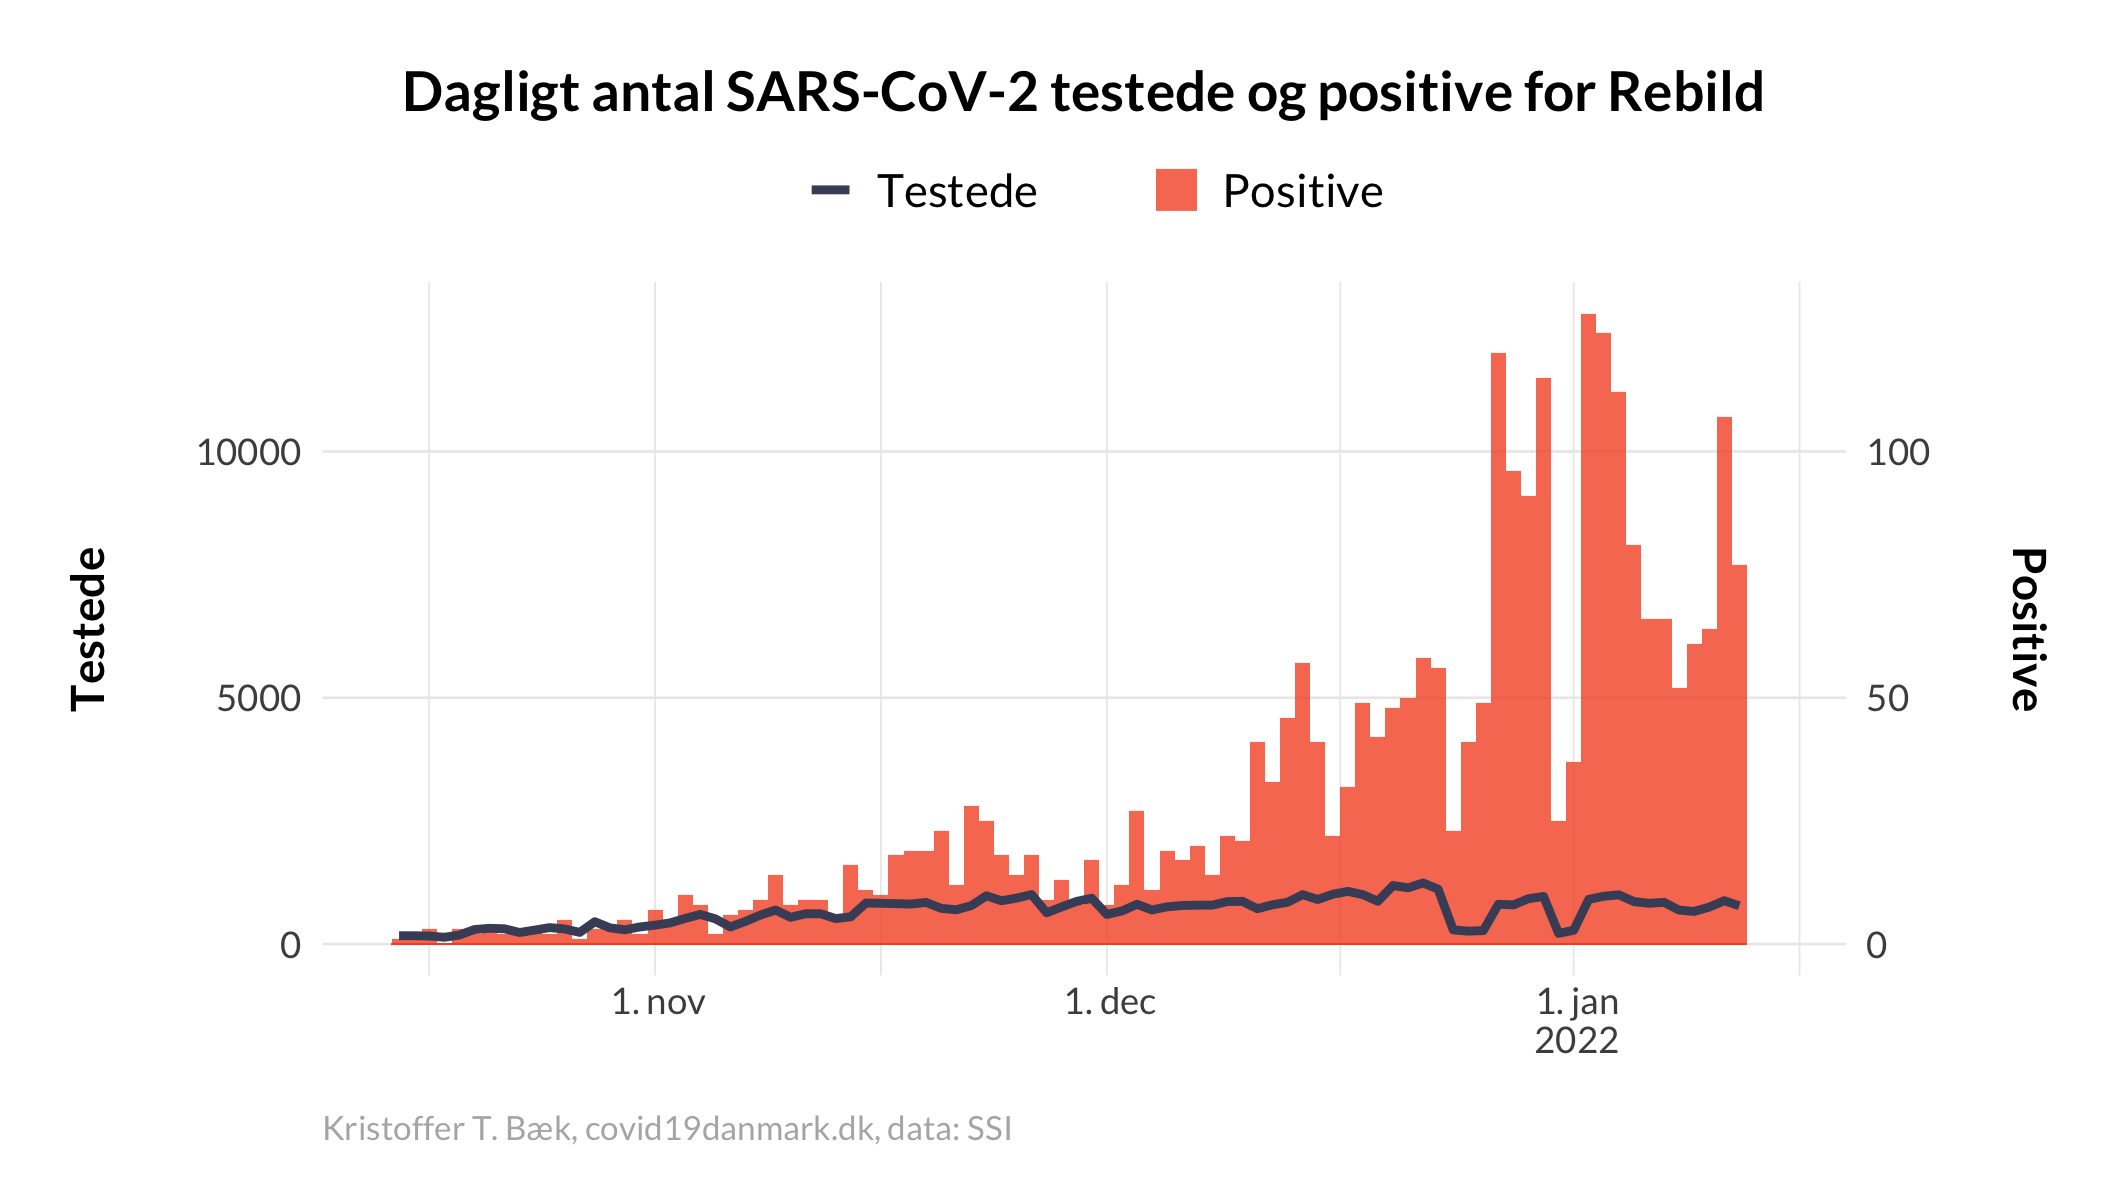 Dagligt antal SARS-CoV-2 testede og positive for Rebild
Testede
Positive
10000
5000
0
Testede
100
50
0
Positive
1. nov
1. dec
1. jan
2022
Kristoffer T. Bæk, covid19danmark.dk, data: SSI